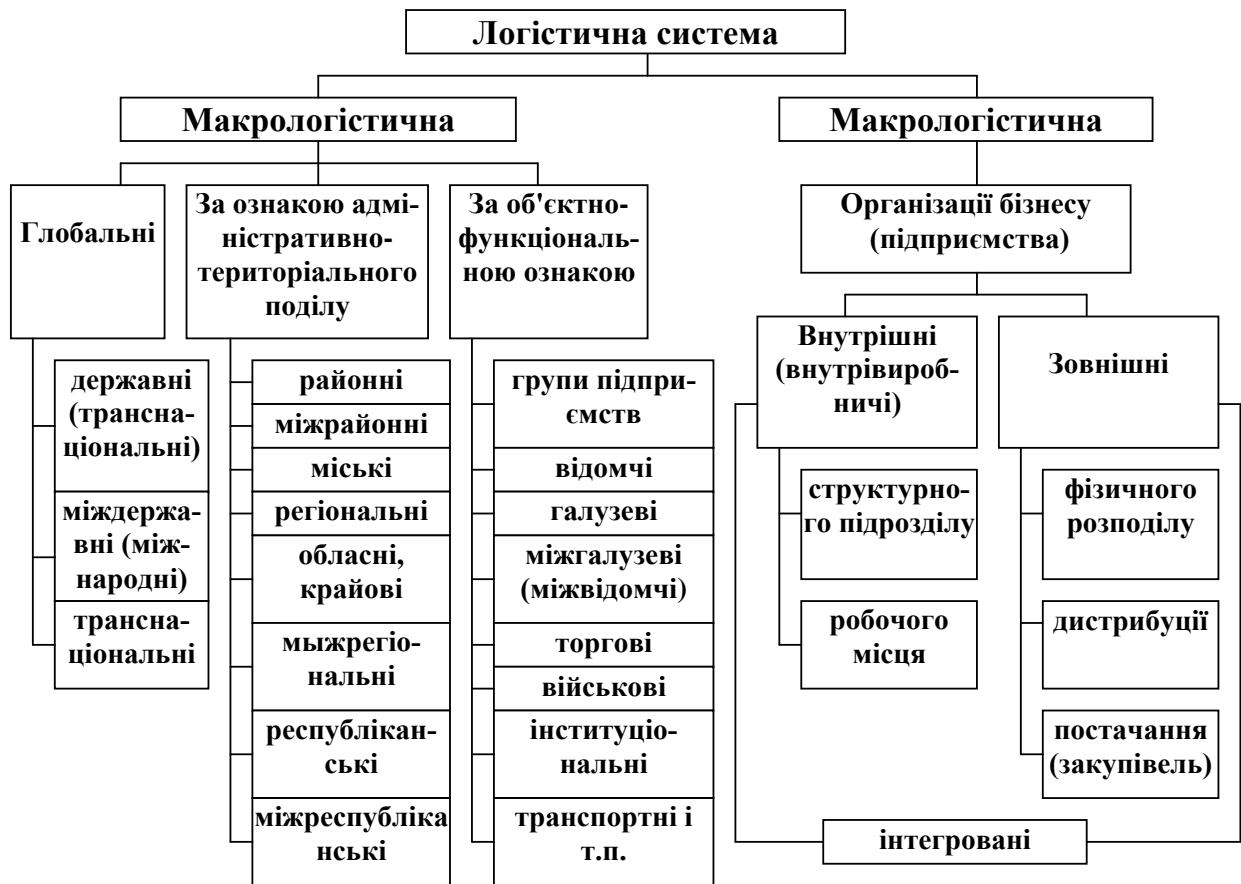 Логістична система
Макрологістична
Макрологістична
Глобальні
За ознакою адмі-
ністративно-
територіального
поділу
За об'єктно-
функціональ-
ною ознакою
Організації бізнесу
(підприємства)
державні
(трансна-
ціональні)
міждержа-
вні (між-
народні)
трансна-
ціональні
районні
міжрайонні
міські
регіональні
обласні,
крайові
мыжрегіо-
нальні
республікан-
ські
міжреспубліка
нські
групи підпри-
ємств
відомчі
галузеві
міжгалузеві
(міжвідомчі)
торгові
військові
інституціо-
нальні
транспортні і
т.п.
Внутрішні
(внутрівироб-
ничі)
структурно-
го підрозділу
робочого
місця
Зовнішні
фізичного
розподілу
дистрибуції
постачання
(закупівель)
інтегровані